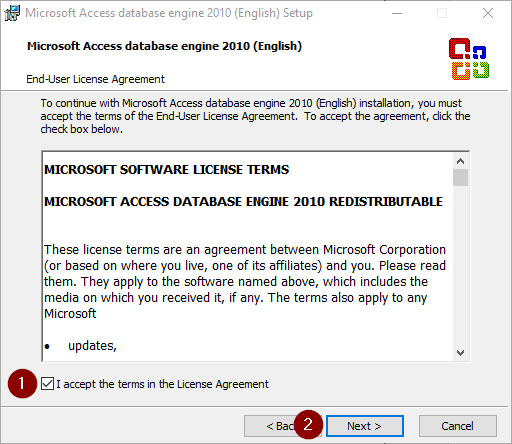 Microsoft Access database engine 2010 (English) Setup
Microsoft Access database engine 2010 (English)
End-User License Agreement
To continue with Microsoft Access database engine 2010 (English) installation, you must
accept the terms of the End-User License Agreement. To accept the agreement, click the
check box below.
MICROSOFT SOFTWARE LICENSE TERMS
MICROSOFT ACCESS DATABASE ENGINE 2010 REDISTRIBUTABLE
These license terms are an agreement between Microsoft Corporation
(or based on where you live, one of its affiliates) and you. Please read
them. They apply to the software named above, which includes the
media on which you received it, if any. The terms also apply to any
Microsoft
• updates,
1 I accept the terms in the License Agreement
< Bac 2 Next > Cancel